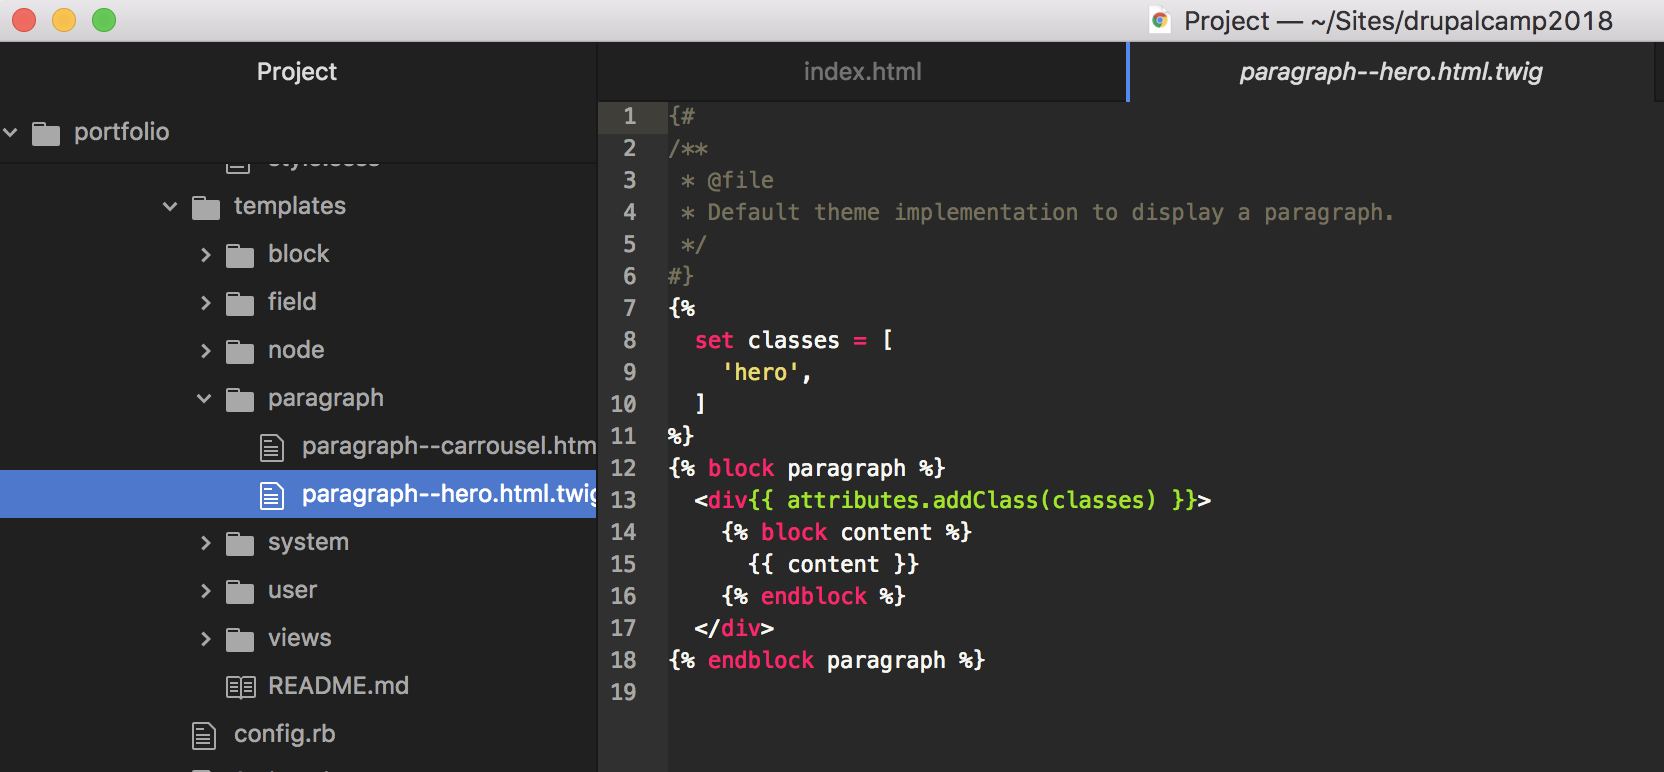 Project — ~/Sites/drupalcamp2018
Project
portfolio
templates
block
field
node
paragraph
paragraph--carrousel.htm
paragraph--hero.html.twig
system
user
views
README.md
config.rb
index.html
paragraph--hero.html.twig
1 {#
2 /**
3 * @file
4 * Default theme implementation to display a paragraph.
5 */
6 #}
7 {%
8 set classes = [
9 'hero',
10 ]
11 %}
12 {% block paragraph %}
13 <div{{ attributes.addClass(classes) }}>
14 {% block content %}
15 {{ content }}
16 {% endblock %}
17 </div>
18 {% endblock paragraph %}
19